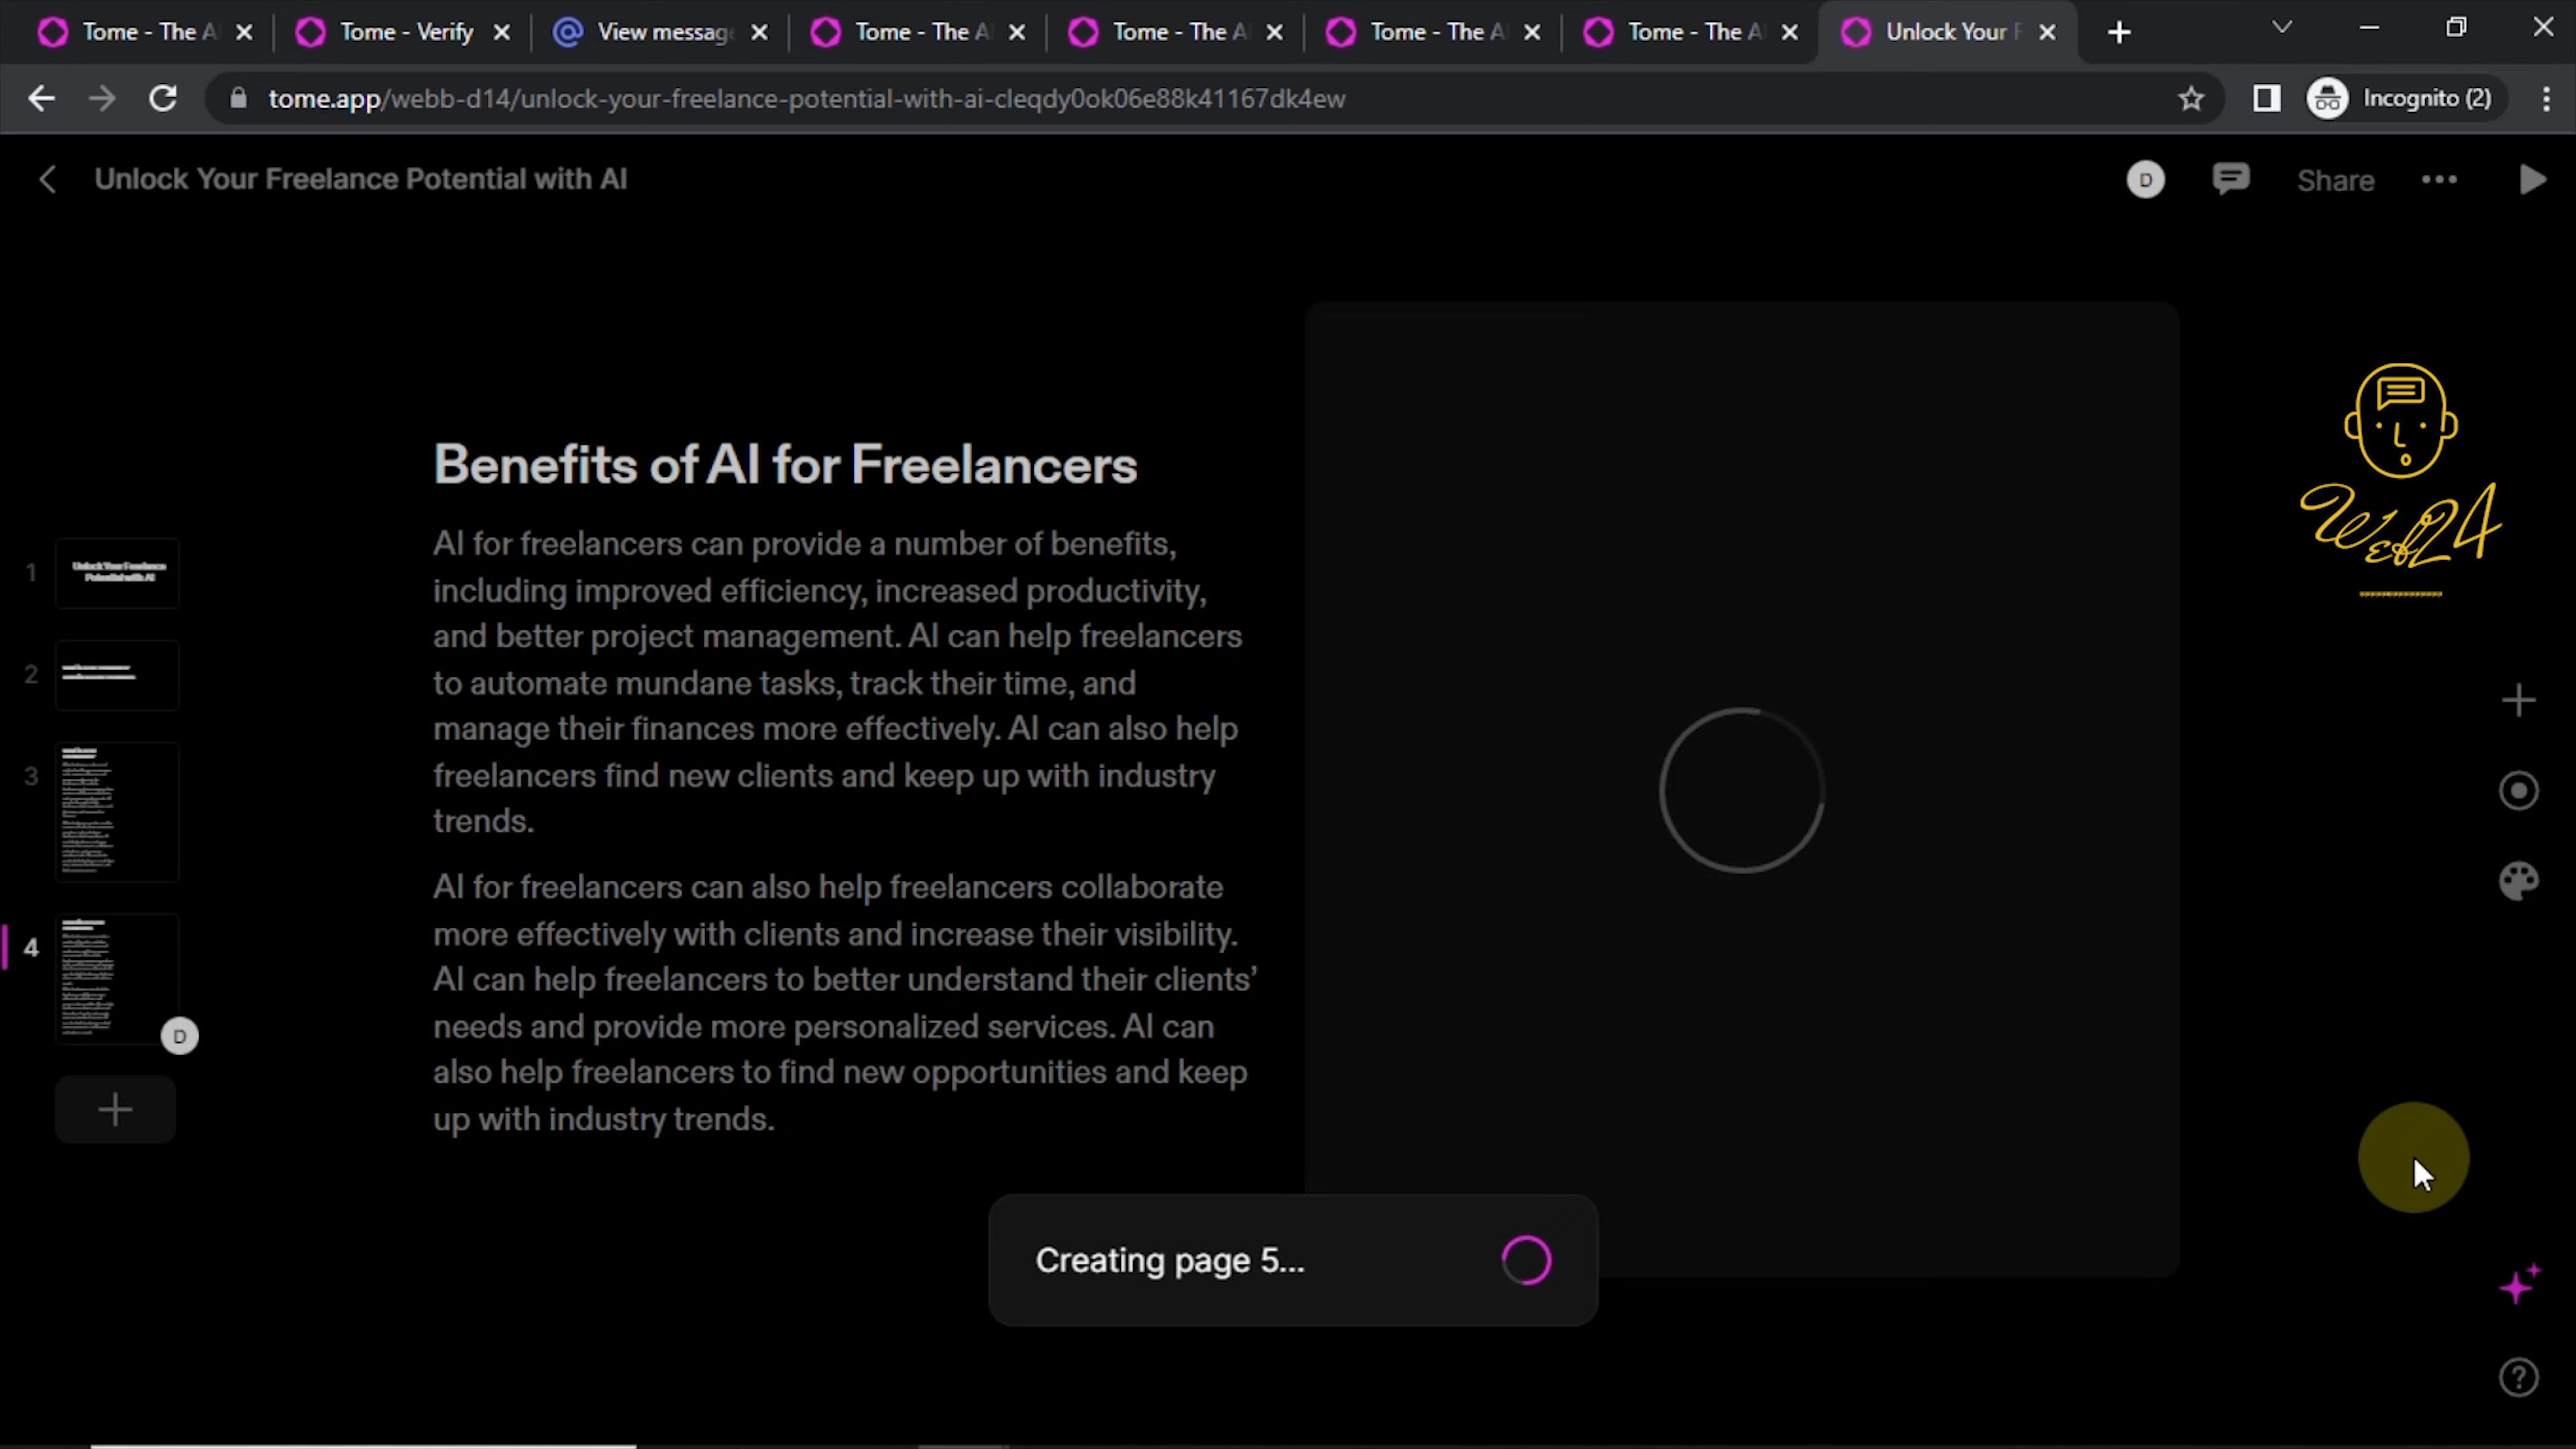 Tome - The A
Tome - Verify
View messag
Tome - The A
Tome - The A
Tome - The A
Tome - The A
Unlock Your F
tome.app/webb-d14/unlock-your-freelance-potential-with-ai-cleqdy0ok06e88k41167dk4ew
Incognito (2)
Unlock Your Freelance Potential with AI
D
Share
Benefits of AI for Freelancers
AI for freelancers can provide a number of benefits,
including improved efficiency, increased productivity,
and better project management. AI can help freelancers
to automate mundane tasks, track their time, and
manage their finances more effectively. AI can also help
freelancers find new clients and keep up with industry
trends.
AI for freelancers can also help freelancers collaborate
more effectively with clients and increase their visibility.
AI can help freelancers to better understand their clients’
needs and provide more personalized services. AI can
also help freelancers to find new opportunities and keep
up with industry trends.
1
Unlock Your Freelance
Potential with AI
2
3
4
D
Web24
Creating page 5...